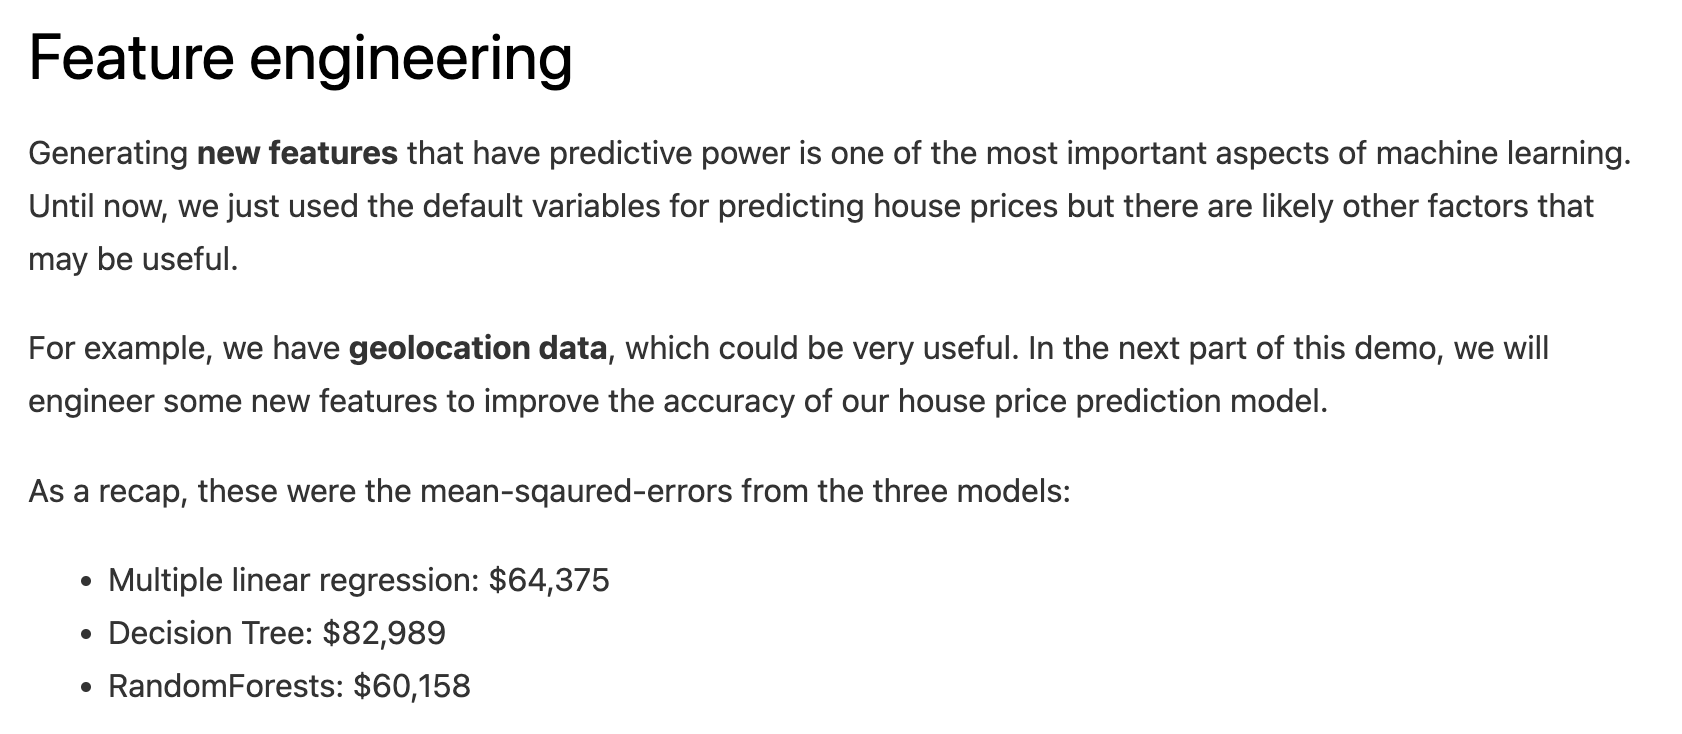 Feature engineering
Generating new features that have predictive power is one of the most important aspects of machine learning.
Until now, we just used the default variables for predicting house prices but there are likely other factors that
may be useful.
For example, we have geolocation data, which could be very useful. In the next part of this demo, we will
engineer some new features to improve the accuracy of our house price prediction model.
As a recap, these were the mean-sqaured-errors from the three models:
• Multiple linear regression: $64,375
• Decision Tree: $82,989
• RandomForests: $60,158